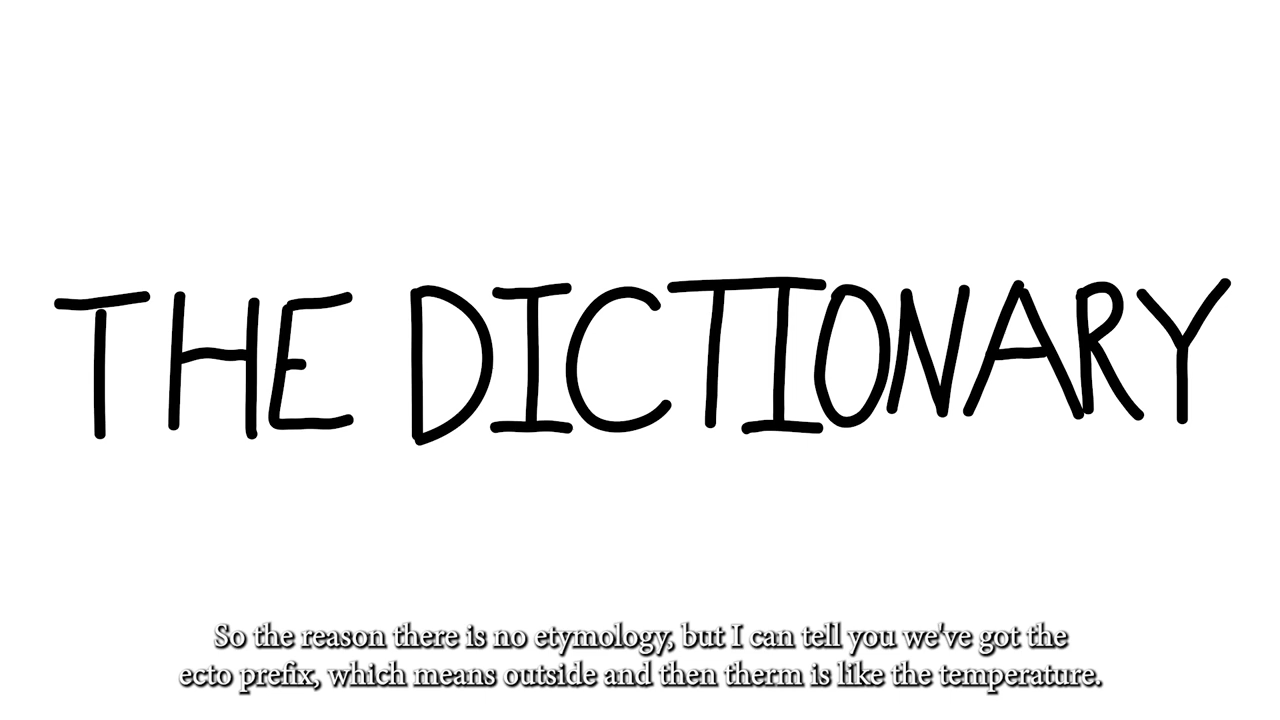 THE DICTIONARY
So the reason there is no etymology, but I can tell you we've got the
ecto prefix, which means outside and then therm is like the temperature.